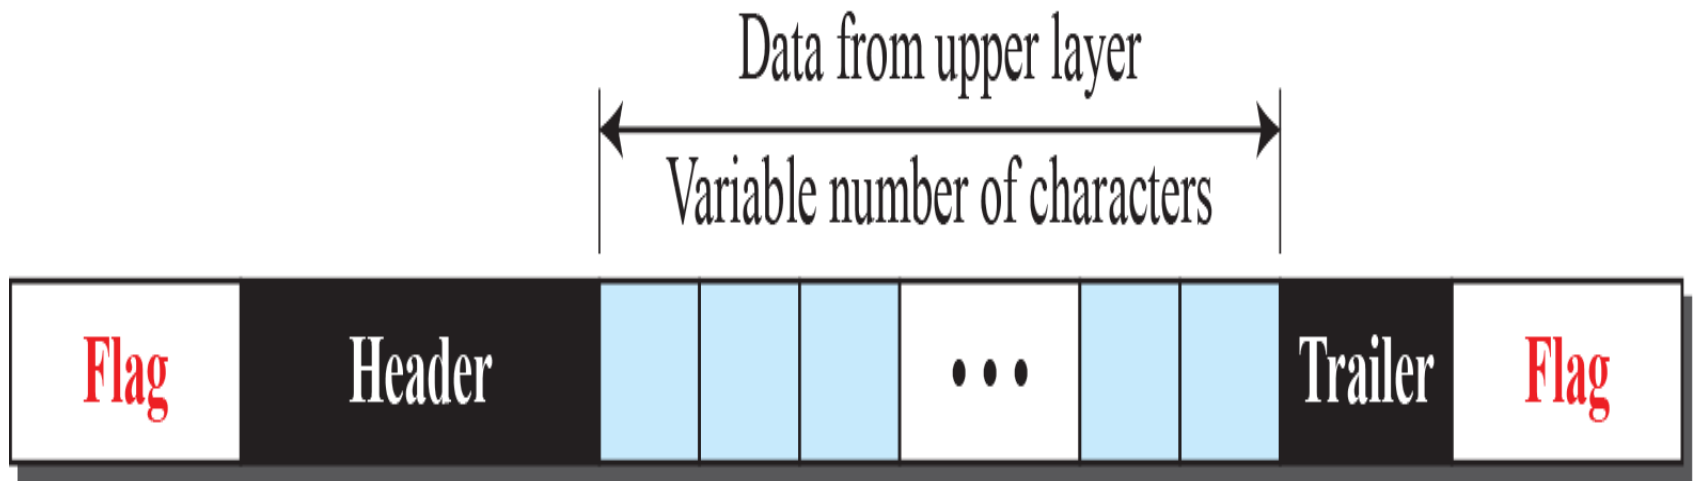 Data from upper layer
Variable number of characters
Flag Header ... Trailer Flag